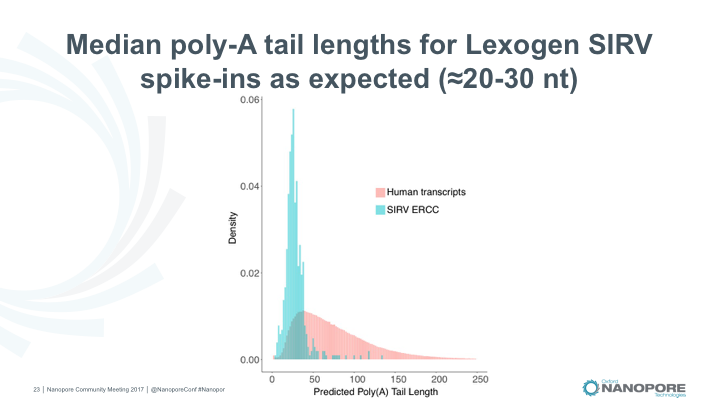 Median poly-A tail lengths for Lexogen SIRV
spike-ins as expected (≈20-30 nt)
0.06
0.04
0.02
0.00
Density
Human transcripts
SIRV ERCC
0 50 100 150 200 250
Predicted Poly(A) Tail Length
23 | Nanopore Community Meeting 2017 | @NanoporeConf #Nanopor
Oxford
NANOPORE
Technologies